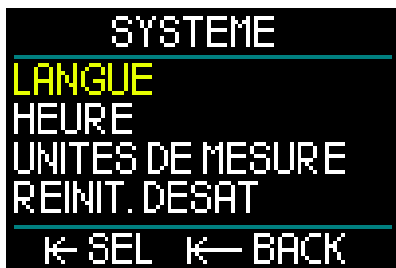 SYSTEME
LANGUE
HEURE
UNITES DE MESURE
REINIT. DESAT
SEL BACK